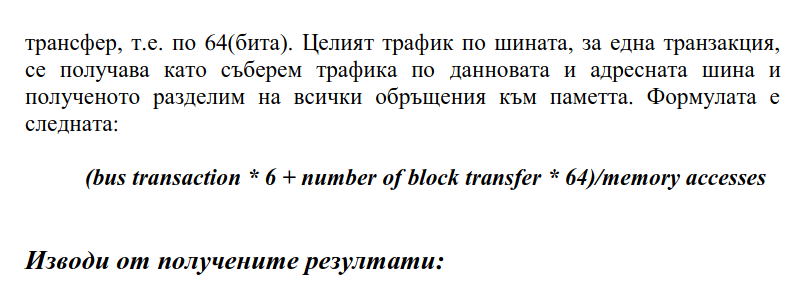 трансфер, т.е. по 64(бита). Целият трафик по шината, за една транзакция,
се получава като съберем трафика по данновата и адресната шина и
полученото разделим на всички обръщения към паметта. Формулата е
следната:
(bus transaction * 6 + number of block transfer * 64)/memory accesses
Изводи от получените резултати: